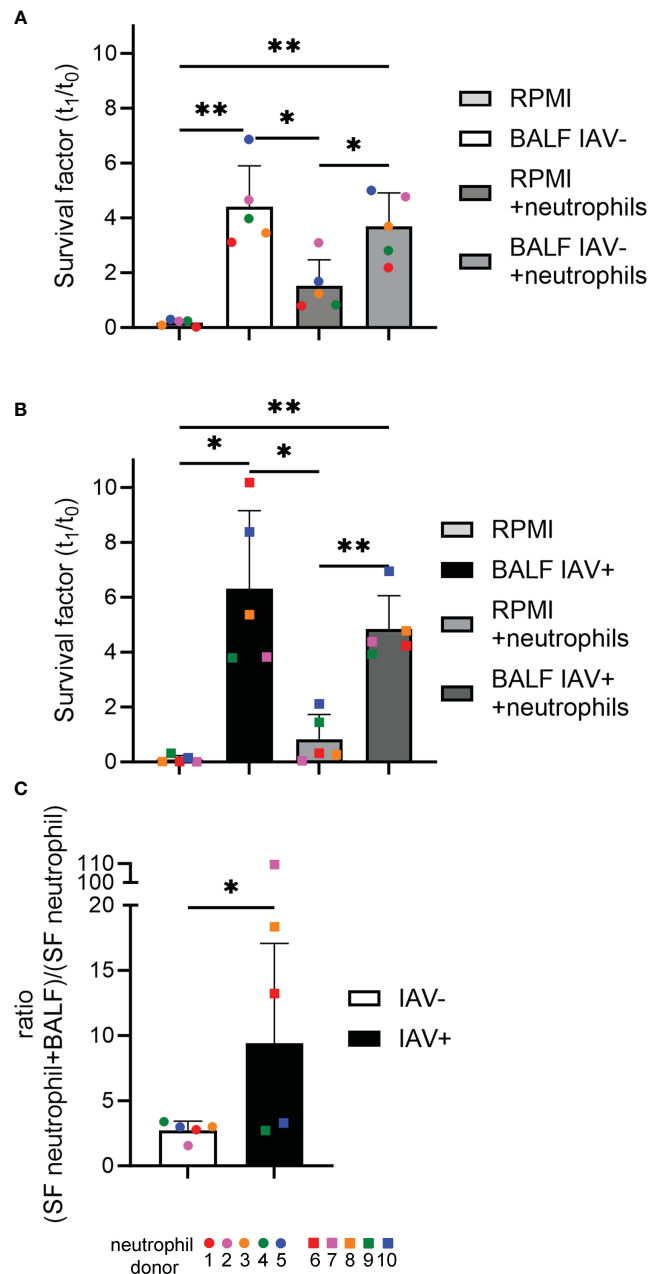 A
Survival factor (t1/t0)
10
8
6
4
2
0
**
**
*
*
RPMI
BALF IAV-
RPMI
+neutrophils
BALF IAV-
+neutrophils
B
Survival factor (t1/t0)
10
8
6
4
2
0
**
*
*
**
RPMI
BALF IAV+
RPMI
+neutrophils
BALF IAV+
+neutrophils
C
ratio
(SF neutrophil+BALF)/(SF neutrophil)
110
100
20
15
10
5
0
*
IAV-
IAV+
neutrophil
donor
1 2 3 4 5 6 7 8 9 10